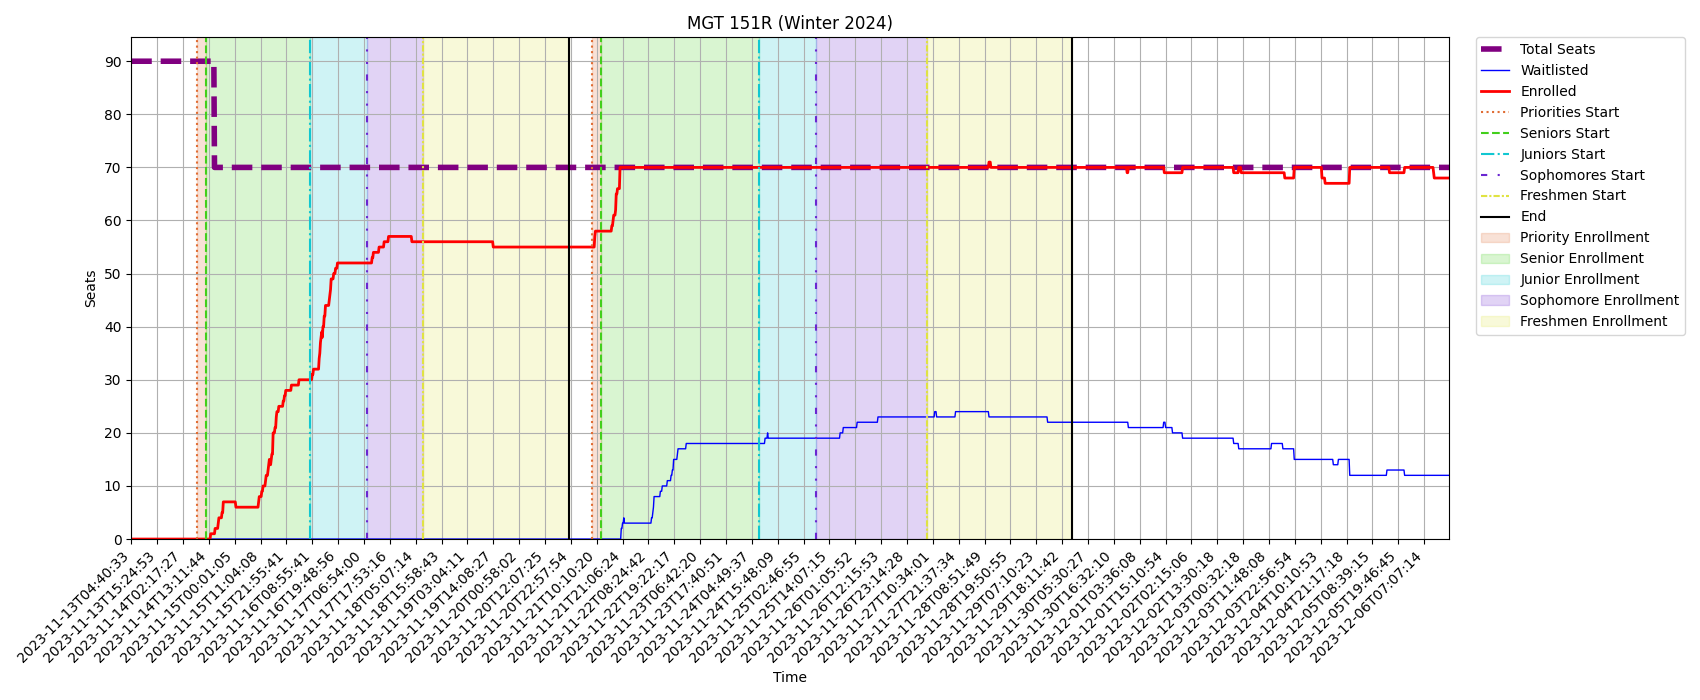 MGT 151R (Winter 2024)
Total Seats
Waitlisted
Enrolled
Priorities Start
Seniors Start
Juniors Start
Sophomores Start
Freshmen Start
End
Priority Enrollment
Senior Enrollment
Junior Enrollment
Sophomore Enrollment
Freshmen Enrollment
Seats
90
80
70
60
50
40
30
20
10
0
2023-11-13T04:40:33
2023-11-13T15:24:53
2023-11-14T02:17:27
2023-11-14T13:11:44
2023-11-15T00:01:05
2023-11-15T11:04:08
2023-11-15T21:55:41
2023-11-16T08:55:41
2023-11-16T19:48:56
2023-11-17T06:54:00
2023-11-17T17:53:16
2023-11-18T05:07:14
2023-11-18T15:58:43
2023-11-19T03:04:11
2023-11-19T14:08:27
2023-11-20T00:58:02
2023-11-20T12:07:25
2023-11-20T22:57:54
2023-11-21T10:10:20
2023-11-21T21:06:24
2023-11-22T08:24:42
2023-11-22T19:22:17
2023-11-23T06:42:20
2023-11-23T17:40:51
2023-11-24T04:49:37
2023-11-24T15:48:09
2023-11-25T02:46:55
2023-11-25T14:07:15
2023-11-26T01:05:52
2023-11-26T12:15:53
2023-11-26T23:14:28
2023-11-27T10:34:01
2023-11-27T21:37:34
2023-11-28T08:51:49
2023-11-28T19:50:55
2023-11-29T07:10:23
2023-11-29T18:11:42
2023-11-30T05:30:27
2023-11-30T16:32:10
2023-12-01T03:36:08
2023-12-01T15:10:54
2023-12-02T02:15:06
2023-12-02T13:30:18
2023-12-03T00:32:18
2023-12-03T11:48:08
2023-12-03T22:56:54
2023-12-04T10:10:53
2023-12-04T21:17:18
2023-12-05T08:39:15
2023-12-05T19:46:45
2023-12-06T07:07:14
Time